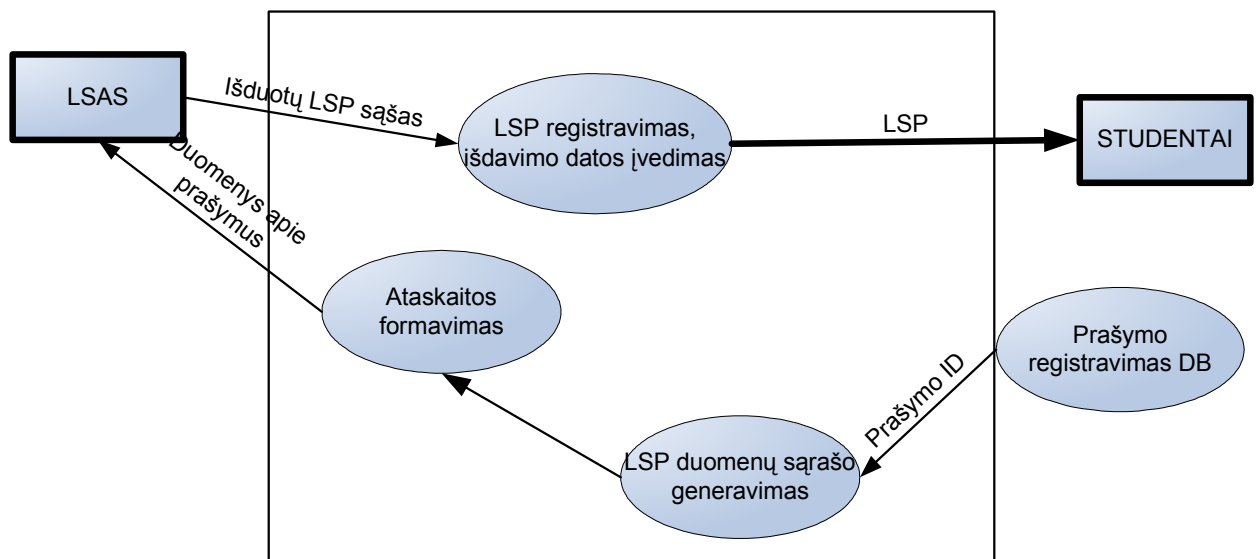 LSAS
Išduotų LSP sąšas
LSP registravimas,
išdavimo datos įvedimas
LSP
STUDENTAI
Duomenys apie
prašymus
Ataskaitos
formavimas
Prašymo
registravimas DB
Prašymo ID
LSP duomenų sąrašo
generavimas